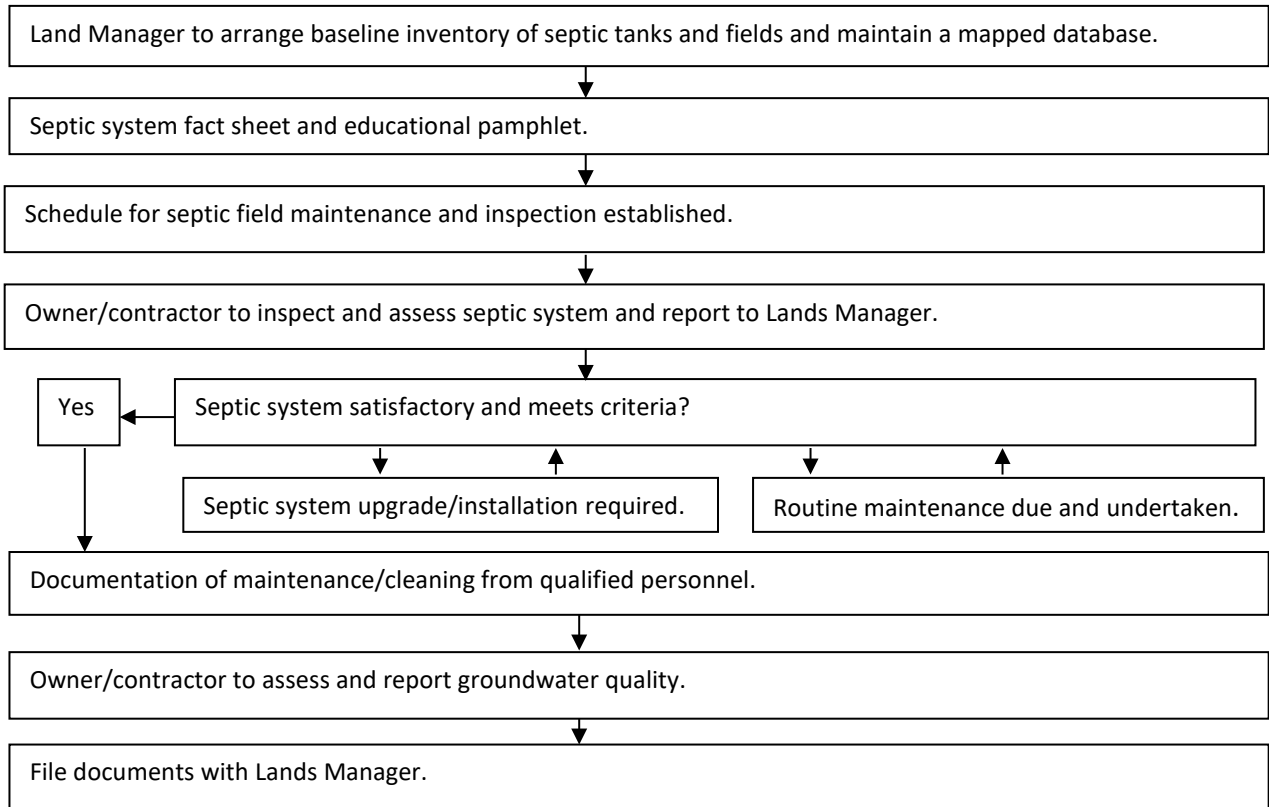 Land Manager to arrange baseline inventory of septic tanks and fields and maintain a mapped database.
Septic system fact sheet and educational pamphlet.
Schedule for septic field maintenance and inspection established.
Owner/contractor to inspect and assess septic system and report to Lands Manager.
Yes
Septic system satisfactory and meets criteria?
Septic system upgrade/installation required.
Routine maintenance due and undertaken.
Documentation of maintenance/cleaning from qualified personnel.
Owner/contractor to assess and report groundwater quality.
File documents with Lands Manager.